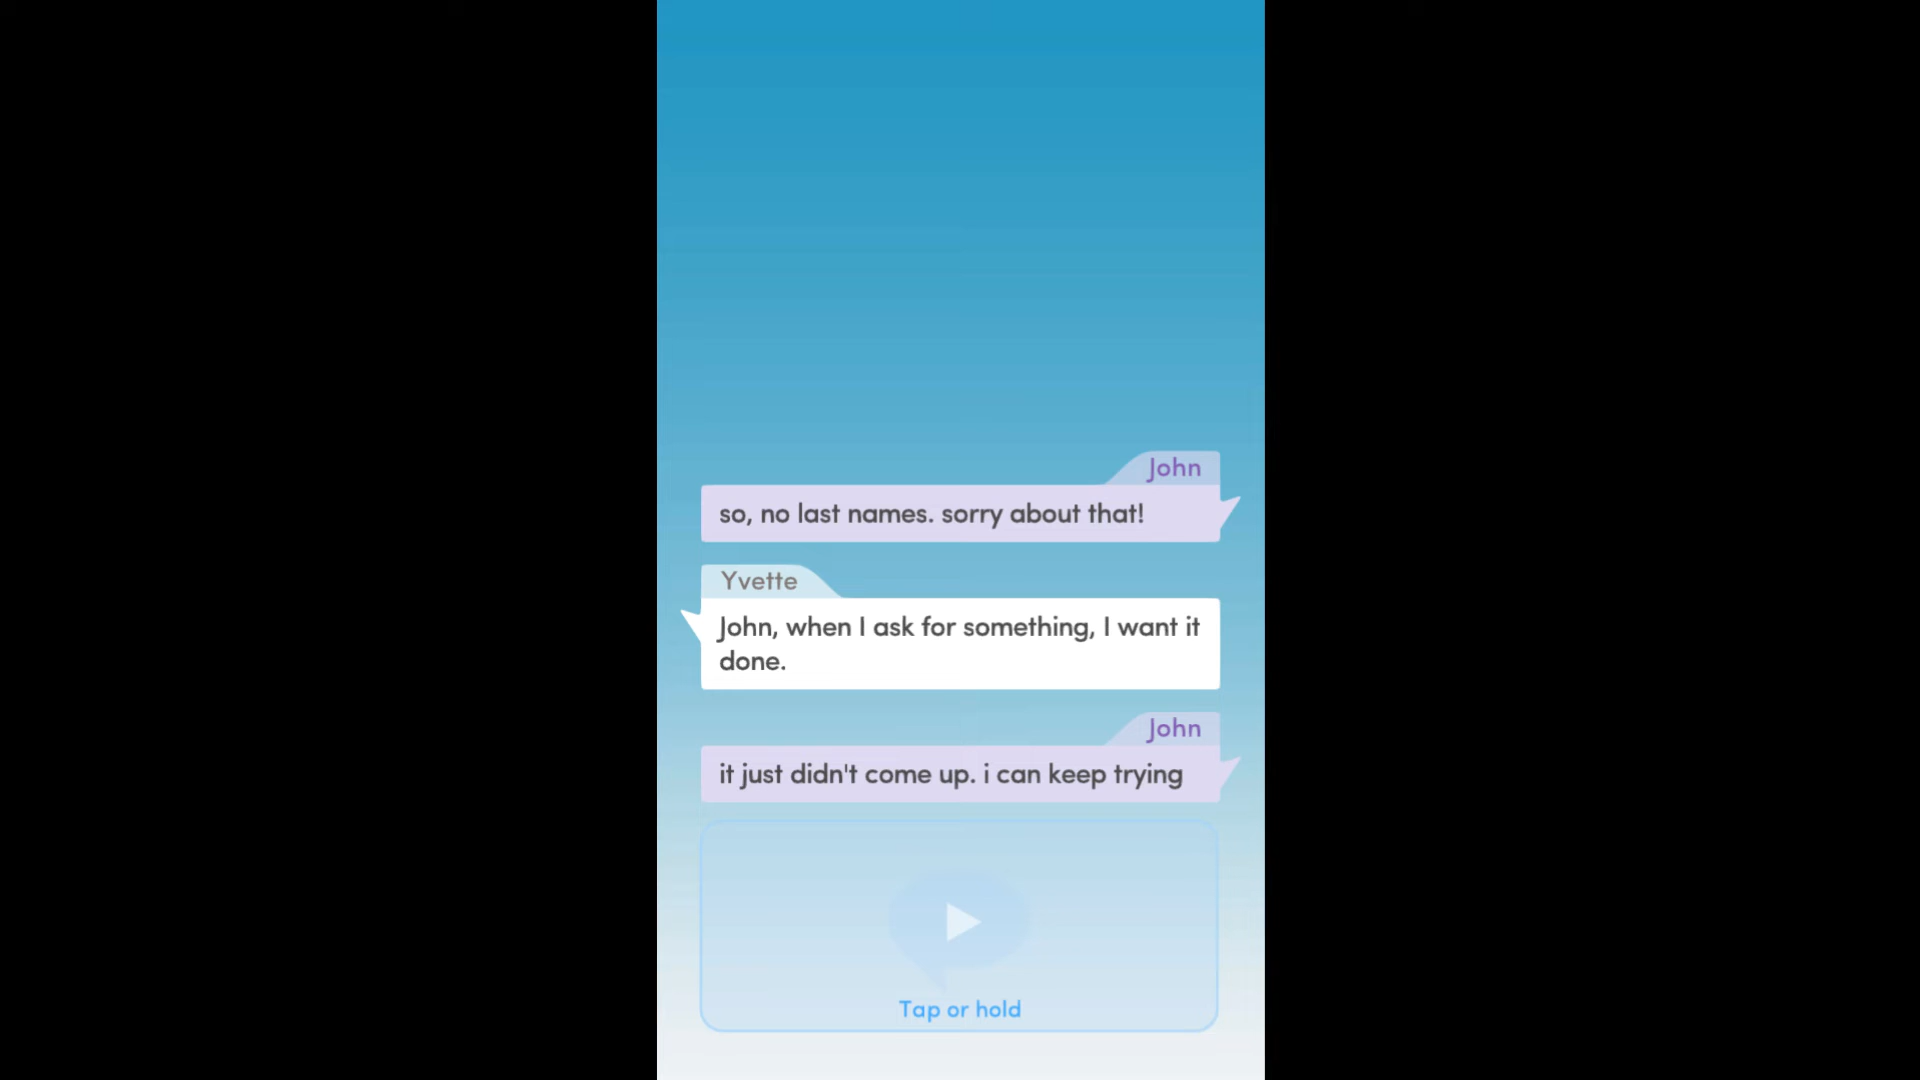 John
so, no last names. sorry about that!
Yvette
John, when I ask for something, I want it
done.
John
it just didn't come up. i can keep trying
Tap or hold